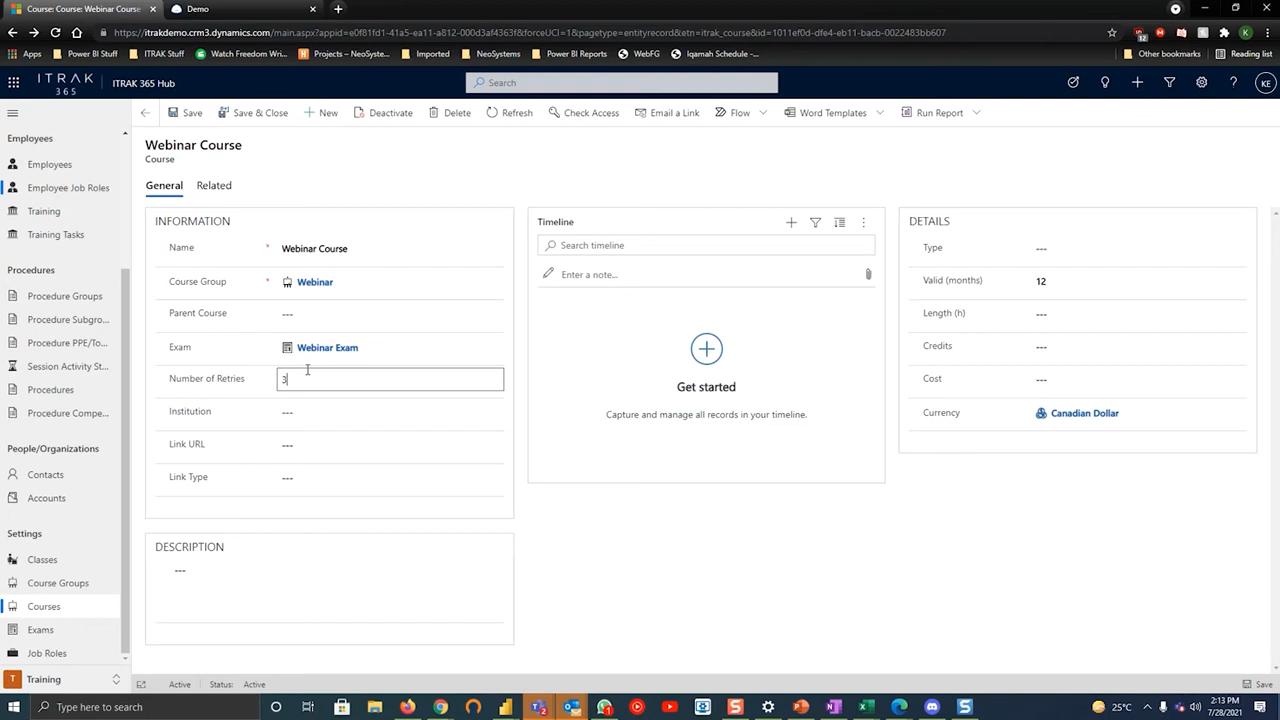 Course: Course: Webinar Course
Demo
https://itrakdemo.crm3.dynamics.com/main.aspx?appid=e0f81fd1-41a5-ea11-a812-000d3af4363f&forceUCI=1&pagetype=entityrecord&etn=itrak_course&id=1011ef0d-dfe4-eb11-bacb-0022483bb607
Apps
Power BI Stuff
ITRAK Stuff
Watch Freedom Writ...
Projects – NeoSyste...
Imported
NeoSystems
Power BI Reports
WebFG
Iqamah Schedule -...
Other bookmarks
Reading list
ITRAK 365
ITRAK 365 Hub
Search
KE
Save
Save & Close
New
Deactivate
Delete
Refresh
Check Access
Email a Link
Flow
Word Templates
Run Report
Employees
Employees
Employee Job Roles
Training
Training Tasks
Procedures
Procedure Groups
Procedure Subgro...
Procedure PPE/To...
Session Activity St...
Procedures
Procedure Compe...
People/Organizations
Contacts
Accounts
Settings
Classes
Course Groups
Courses
Exams
Job Roles
T Training
Webinar Course
Course
General Related
INFORMATION
Name * Webinar Course
Course Group * Webinar
Parent Course ---
Exam Webinar Exam
Number of Retries 3
Institution ---
Link URL ---
Link Type ---
DESCRIPTION
---
Timeline
Search timeline
Enter a note...
Get started
Capture and manage all records in your timeline.
DETAILS
Type ---
Valid (months) 12
Length (h) ---
Credits ---
Cost ---
Currency Canadian Dollar
Active Status: Active
Save
Type here to search
25°C
ENG
2:13 PM
7/28/2021